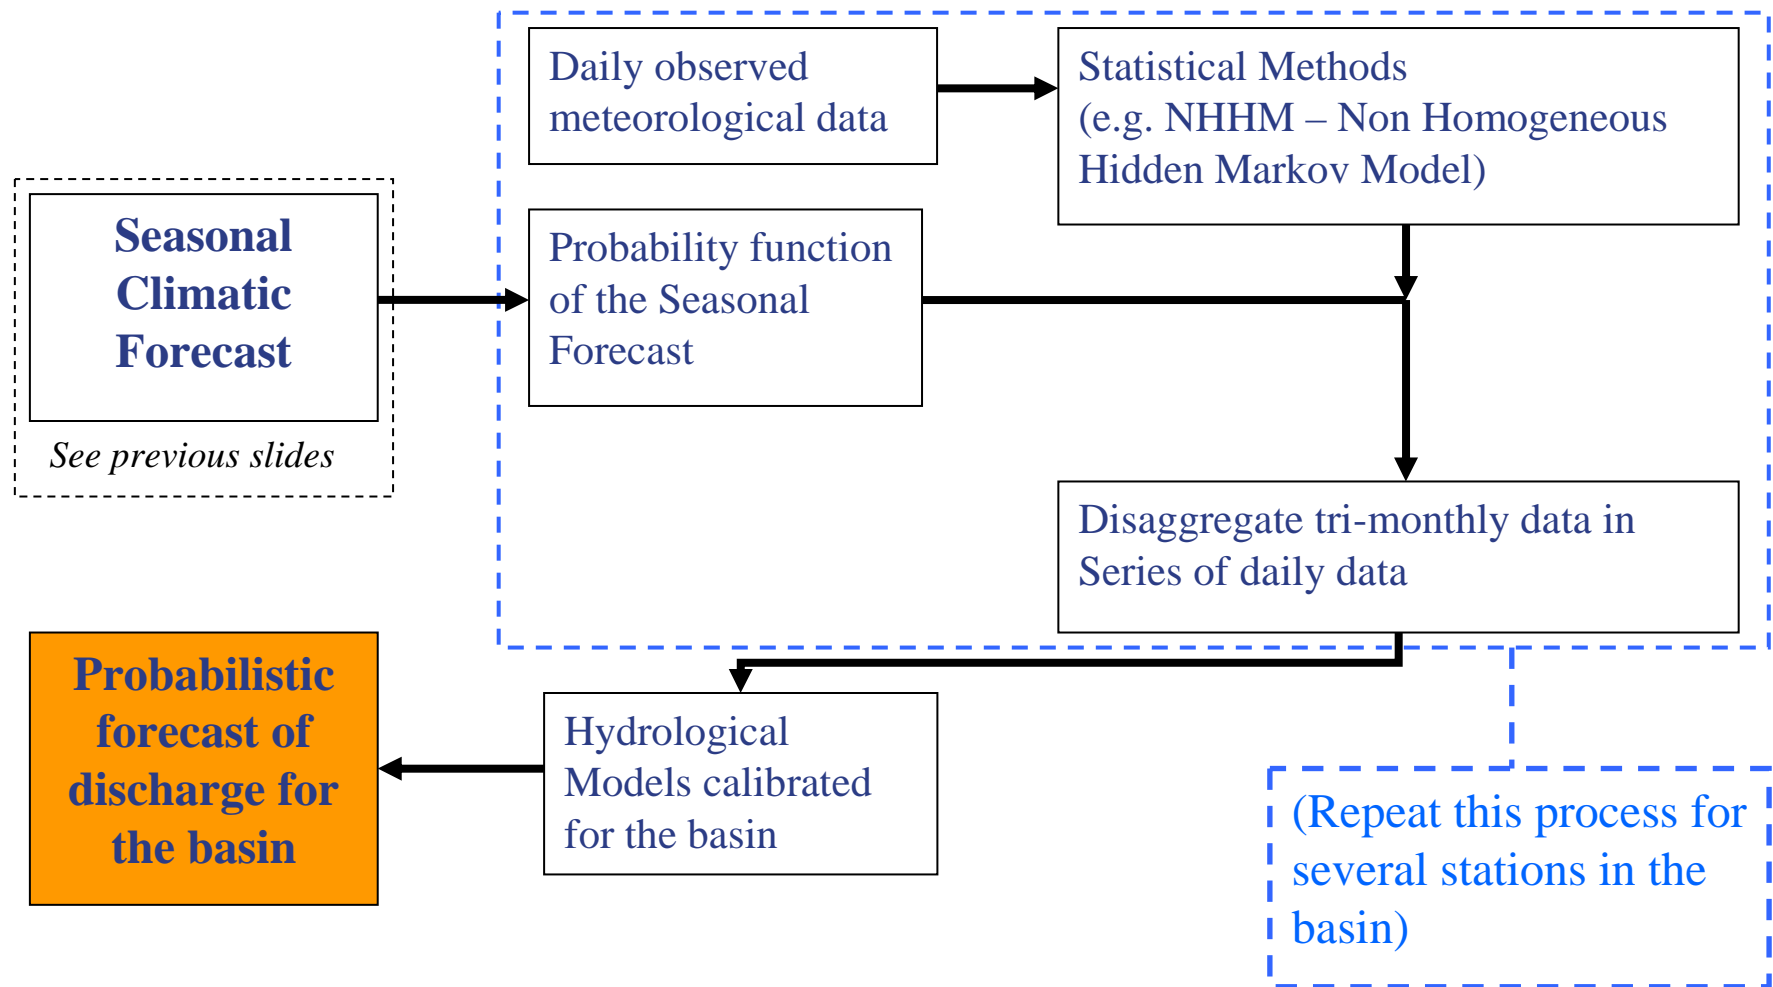 Daily observed
meteorological data
Statistical Methods
(e.g. NHHM – Non Homogeneous
Hidden Markov Model)
Seasonal
Climatic
Forecast
See previous slides
Probability function
of the Seasonal
Forecast
Disaggregate tri-monthly data in
Series of daily data
Probabilistic
forecast of
discharge for
the basin
Hydrological
Models calibrated
for the basin
(Repeat this process for
several stations in the
basin)